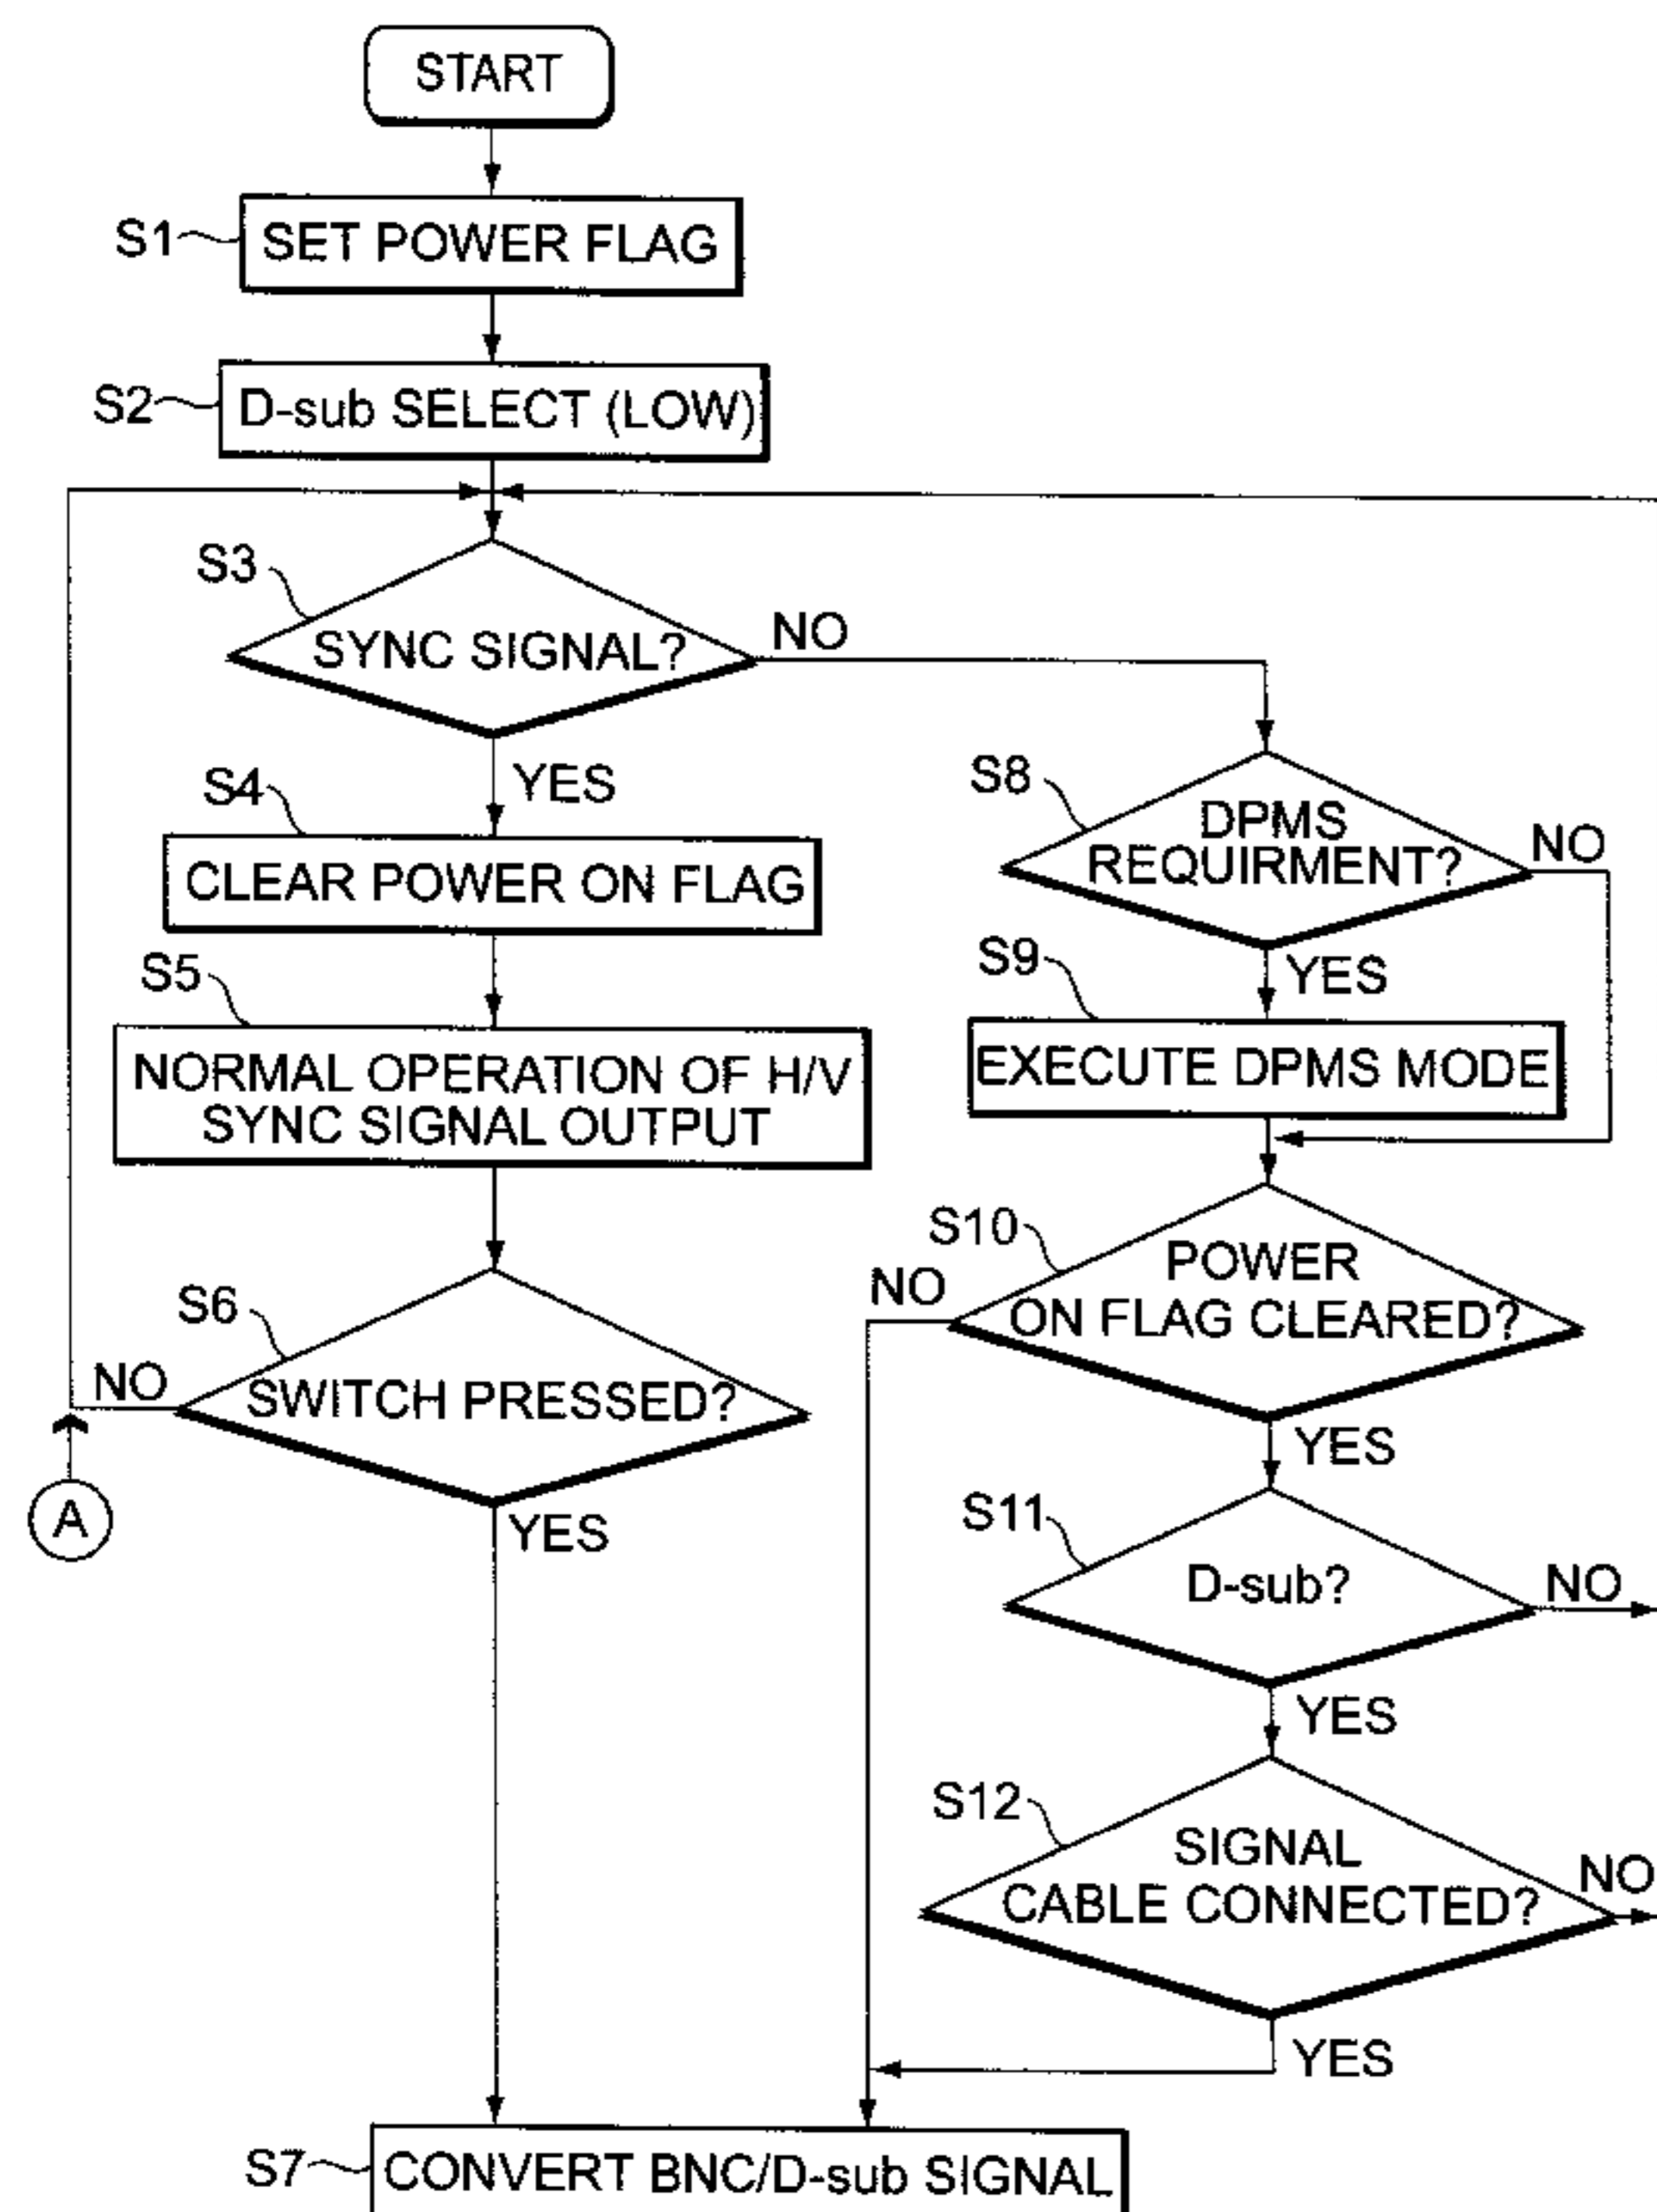 START
S1
SET POWER FLAG
S2
D-sub SELECT (LOW)
S3
SYNC SIGNAL?
NO
YES
S4
CLEAR POWER ON FLAG
S5
NORMAL OPERATION OF H/V
SYNC SIGNAL OUTPUT
S6
NO
SWITCH PRESSED?
YES
A
S8
DPMS
REQUIRMENT?
NO
YES
S9
EXECUTE DPMS MODE
S10
NO
POWER
ON FLAG CLEARED?
YES
S11
D-sub?
NO
YES
S12
SIGNAL
CABLE CONNECTED?
NO
YES
S7
CONVERT BNC/D-sub SIGNAL